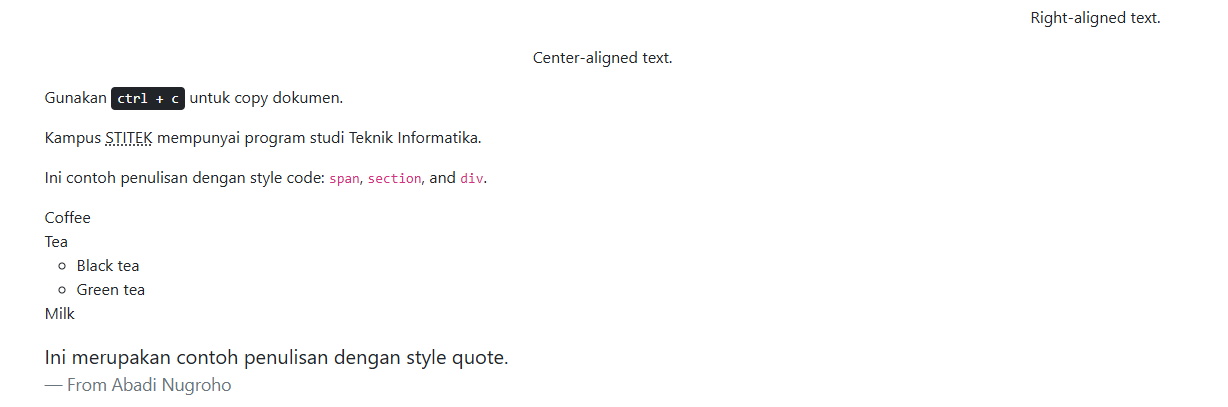 Right-aligned text.
Center-aligned text.
Gunakan ctrl + c untuk copy dokumen.
Kampus STITEK mempunyai program studi Teknik Informatika.
Ini contoh penulisan dengan style code: span, section, and div.
Coffee
Tea
Black tea
Green tea
Milk
Ini merupakan contoh penulisan dengan style quote.
— From Abadi Nugroho